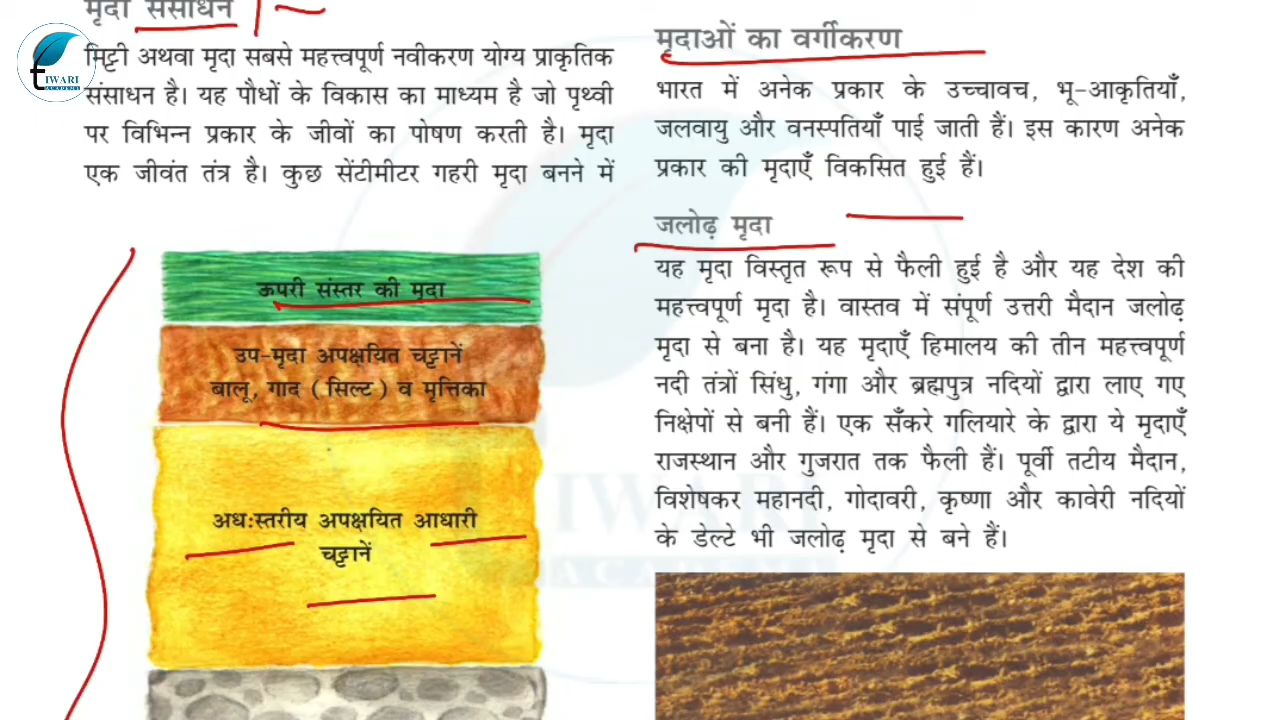 मृदा संसाधन
मिट्टी अथवा मृदा सबसे महत्त्वपूर्ण नवीकरण योग्य प्राकृतिक
संसाधन है। यह पौधों के विकास का माध्यम है जो पृथ्वी
पर विभिन्न प्रकार के जीवों का पोषण करती है। मृदा
एक जीवंत तंत्र है। कुछ सेंटीमीटर गहरी मृदा बनने में
ऊपरी संस्तर की मृदा
उप-मृदा अपक्षयित चट्टानें
बालू, गाद (सिल्ट) व मृत्तिका
अधःस्तरीय अपक्षयित आधारी
चट्टानें
मृदाओं का वर्गीकरण
भारत में अनेक प्रकार के उच्चावच, भू-आकृतियाँ,
जलवायु और वनस्पतियाँ पाई जाती हैं। इस कारण अनेक
प्रकार की मृदाएँ विकसित हुई हैं।
जलोढ़ मृदा
यह मृदा विस्तृत रूप से फैली हुई है और यह देश की
महत्त्वपूर्ण मृदा है। वास्तव में संपूर्ण उत्तरी मैदान जलोढ़
मृदा से बना है। यह मृदाएँ हिमालय की तीन महत्त्वपूर्ण
नदी तंत्रों सिंधु, गंगा और ब्रह्मपुत्र नदियों द्वारा लाए गए
निक्षेपों से बनी हैं। एक सँकरे गलियारे के द्वारा ये मृदाएँ
राजस्थान और गुजरात तक फैली हैं। पूर्वी तटीय मैदान,
विशेषकर महानदी, गोदावरी, कृष्णा और कावेरी नदियों
के डेल्टे भी जलोढ़ मृदा से बने हैं।
tIWARI
ACADEMY
TIWARI
ACADEMY